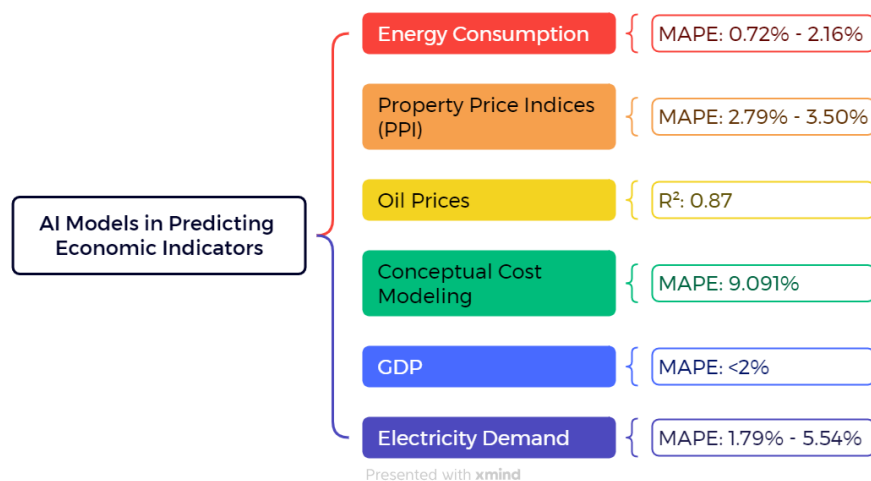 Energy Consumption
MAPE: 0.72% - 2.16%
Property Price Indices
(PPI)
MAPE: 2.79% - 3.50%
Oil Prices
R²: 0.87
AI Models in Predicting
Economic Indicators
Conceptual Cost
Modeling
MAPE: 9.091%
GDP
MAPE: <2%
Electricity Demand
MAPE: 1.79% - 5.54%
Presented with xmind